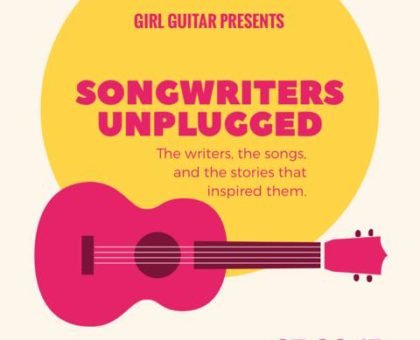 GIRL GUITAR PRESENTS
SONGWRITERS
UNPLUGGED
The writers, the songs,
and the stories that
inspired them.